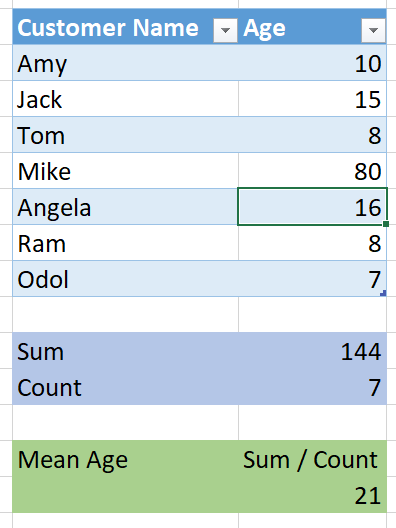 Customer Name Age
Amy 10
Jack 15
Tom 8
Mike 80
Angela 16
Ram 8
Odol 7
Sum 144
Count 7
Mean Age Sum / Count
21